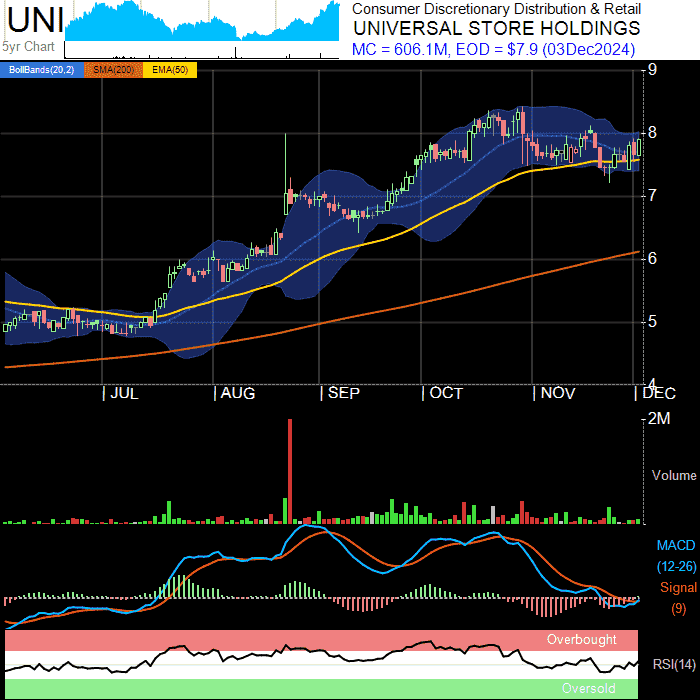 UNI
5yr Chart
Consumer Discretionary Distribution & Retail
UNIVERSAL STORE HOLDINGS
MC = 606.1M, EOD = $7.9 (03Dec2024)
BollBands(20,2) SMA(200) EMA(50)
9
8
7
6
5
4
JUL AUG SEP OCT NOV DEC
2M
Volume
MACD
(12-26)
Signal
(9)
Overbought
RSI(14)
Oversold